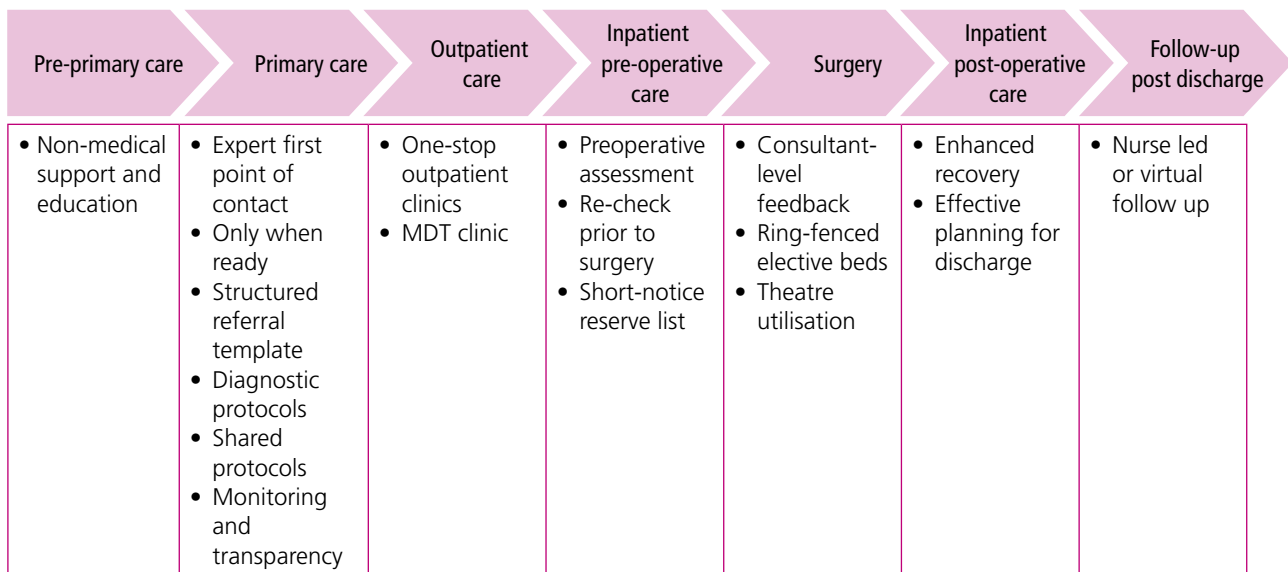 Pre-primary care
Primary care
Outpatient
care
Inpatient
pre-operative
care
Surgery
Inpatient
post-operative
care
Follow-up
post discharge
• Non-medical
support and
education
• Expert first
point of
contact
• Only when
ready
• Structured
referral
template
• Diagnostic
protocols
• Shared
protocols
• Monitoring
and
transparency
• One-stop
outpatient
clinics
• MDT clinic
• Preoperative
assessment
• Re-check
prior to
surgery
• Short-notice
reserve list
• Consultant-
level
feedback
• Ring-fenced
elective beds
• Theatre
utilisation
• Enhanced
recovery
• Effective
planning for
discharge
• Nurse led
or virtual
follow up